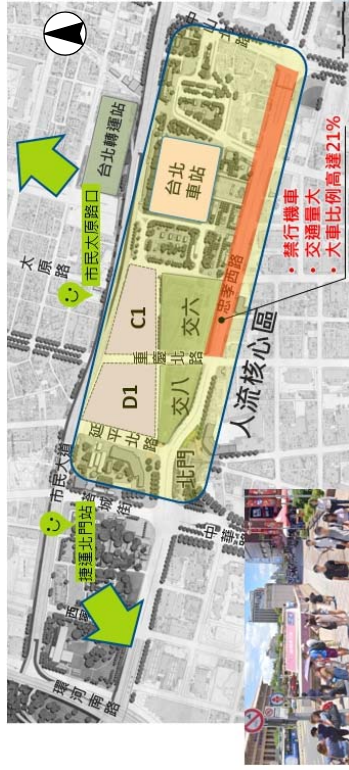 台北轉運站
市民太原路口
太原路
台北
車站
C1
交六
重慶北路
D1
交八
延平北路
北門
市民大道
塔城街
捷運北門站
中華路
環河南路
中山北路
忠孝西路
人流核心區
• 禁行機車
• 交通量大
• 大車比例高達21%